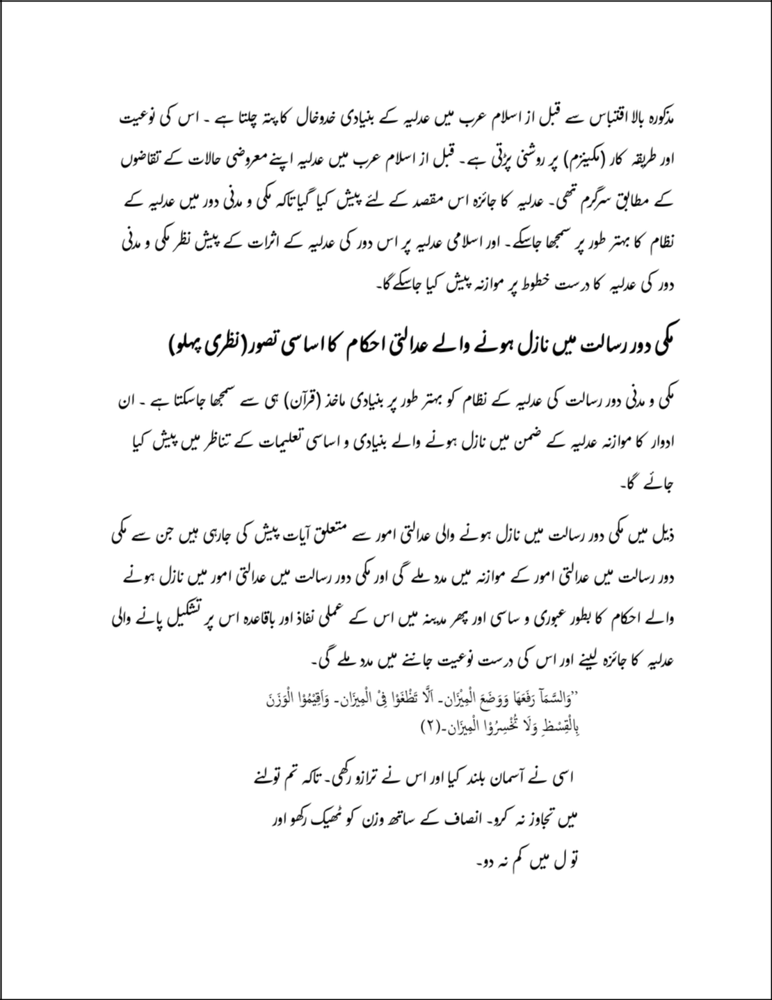 مذکورہ بالا اقتباس سے قبل از اسلام عرب میں عدلیہ کے بنیادی خدوخال کا پتہ چلتا ہے ۔ اس کی نوعیت
اور طریقہ کار (مکینزم) پر روشنی پڑتی ہے۔ قبل از اسلام عرب میں عدلیہ اپنے معروضی حالات کے تقاضوں
کے مطابق سرگرم تھی۔ عدلیہ کا جائزہ اس مقصد کے لئے پیش کیا گیا تاکہ مکی و مدنی دور میں عدلیہ کے
نظام کا بہتر طور پر سمجھا جاسکے۔ اور اسلامی عدلیہ پر اس دور کی عدلیہ کے اثرات کے پیش نظر مکی و مدنی
دور کی عدلیہ کا درست خطوط پر موازنہ پیش کیا جاسکے گا۔
مکی دور رسالت میں نازل ہونے والے عدالتی احکام کا اساسی تصور(نظری پہلو)
مکی و مدنی دور رسالت کی عدلیہ کے نظام کو بہتر طور پر بنیادی ماخذ (قرآن) ہی سے سمجھا جاسکتا ہے ۔ ان
ادوار کا موازنہ عدلیہ کے ضمن میں نازل ہونے والے بنیادی و اساسی تعلیمات کے تناظر میں پیش کیا
جائے گا۔
ذیل میں مکی دور رسالت میں نازل ہونے والی عدالتی امور سے متعلق آیات پیش کی جارہی ہیں جن سے مکی
دور رسالت میں عدالتی امور کے موازنہ میں مدد ملے گی اور مکی دور رسالت میں عدالتی امور میں نازل ہونے
والے احکام کا بطور عبوری و ساسی اور پھر مدینہ میں اس کے عملی نفاذ اور باقاعدہ اس پر تشکیل پانے والی
عدلیہ کا جائزہ لینے اور اس کی درست نوعیت جاننے میں مدد ملے گی۔
”وَالسَّمَآ رَفَعَهَا وَوَضَعَ الْمِيْزَان۔ اَلَّا تَطْغَوْا فِیْ الْمِيزَان۔ وَاَقِيْمُوْا الْوَزَنَ
بِالْقِسْطِ وَلَا تُخْسِرُوْا الْمِيزَان۔(۲)
اسی نے آسمان بلند کیا اور اس نے ترازو رکھی۔ تاکہ تم تولنے
میں تجاوز نہ کرو۔ انصاف کے ساتھ وزن کو ٹھیک رکھو اور
تو ل میں کم نہ دو۔